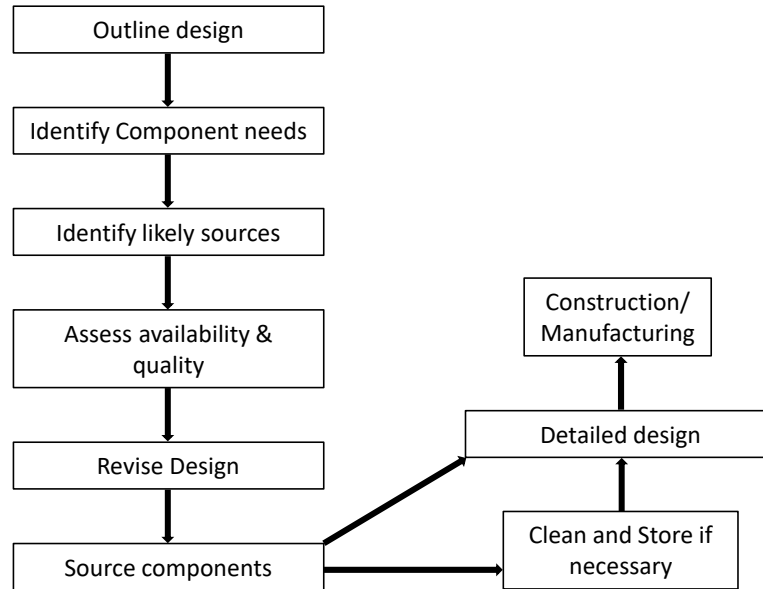 Outline design
Identify Component needs
Identify likely sources
Assess availability &
quality
Revise Design
Source components
Construction/
Manufacturing
Detailed design
Clean and Store if
necessary